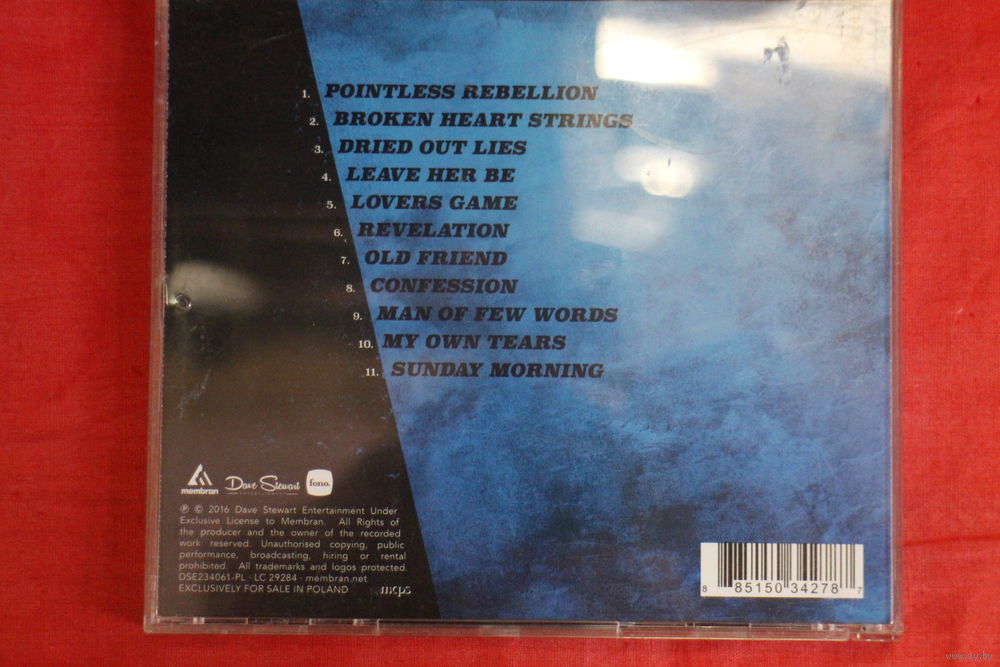 1. POINTLESS REBELLION
2. BROKEN HEART STRINGS
3. DRIED OUT LIES
4. LEAVE HER BE
5. LOVERS GAME
6. REVELATION
7. OLD FRIEND
8. CONFESSION
9. MAN OF FEW WORDS
10. MY OWN TEARS
11. SUNDAY MORNING
membran Dave Stewart ENTERTAINMENT fono.
℗ © 2016 Dave Stewart Entertainment Under
Exclusive License to Membran. All Rights of
the producer and the owner of the recorded
work reserved. Unauthorised copying, public
performance, broadcasting, hiring or rental
prohibited. All trademarks and logos protected.
DSE234061-PL · LC 29284 · membran.net
EXCLUSIVELY FOR SALE IN POLAND mcps
8 85150 34278 7
www.ay.by